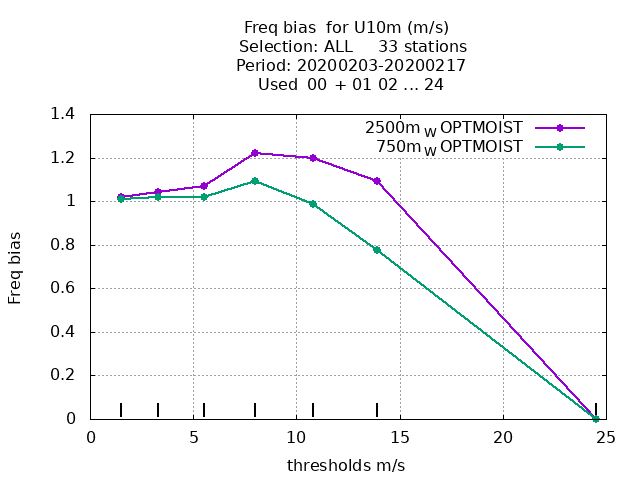 Freq bias  for U10m (m/s)
Selection: ALL     33 stations
Period: 20200203-20200217
Used  00  + 01 02 ... 24
2500m W OPTMOIST
750m W OPTMOIST
1.4
1.2
1
0.8
0.6
0.4
0.2
0
Freq bias
0 5 10 15 20 25
thresholds m/s